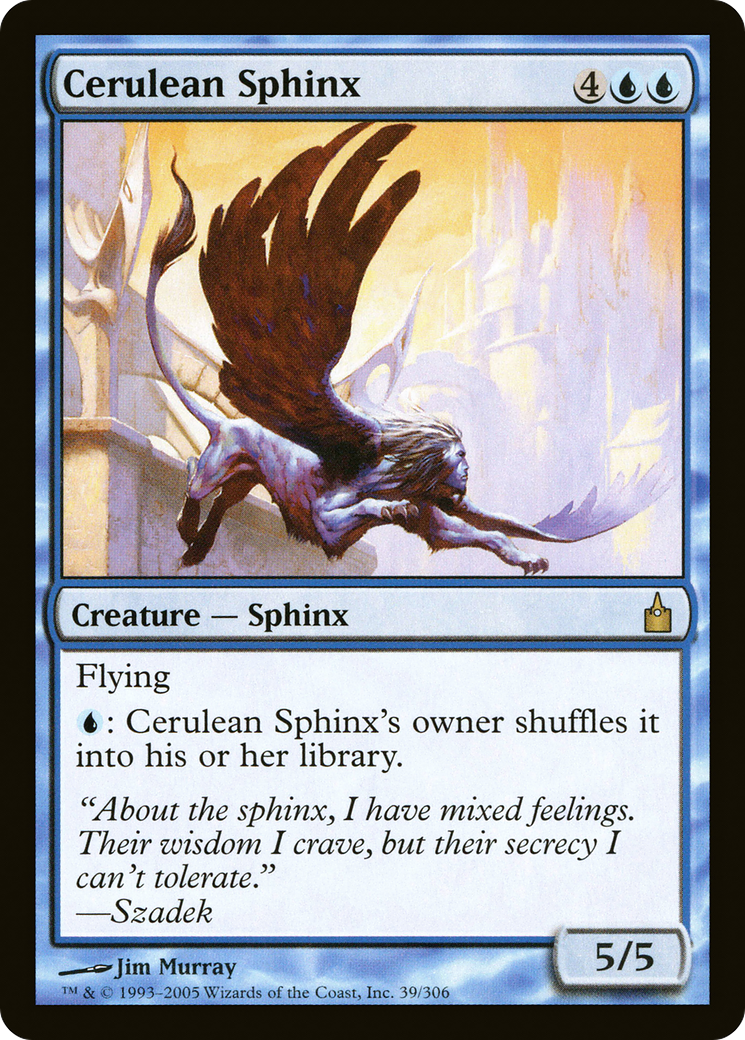 Cerulean Sphinx 4
Creature — Sphinx
Flying
: Cerulean Sphinx's owner shuffles it
into his or her library.
“About the sphinx, I have mixed feelings.
Their wisdom I crave, but their secrecy I
can't tolerate.”
—Szadek
5/5
Jim Murray
™ & © 1993–2005 Wizards of the Coast, Inc. 39/306